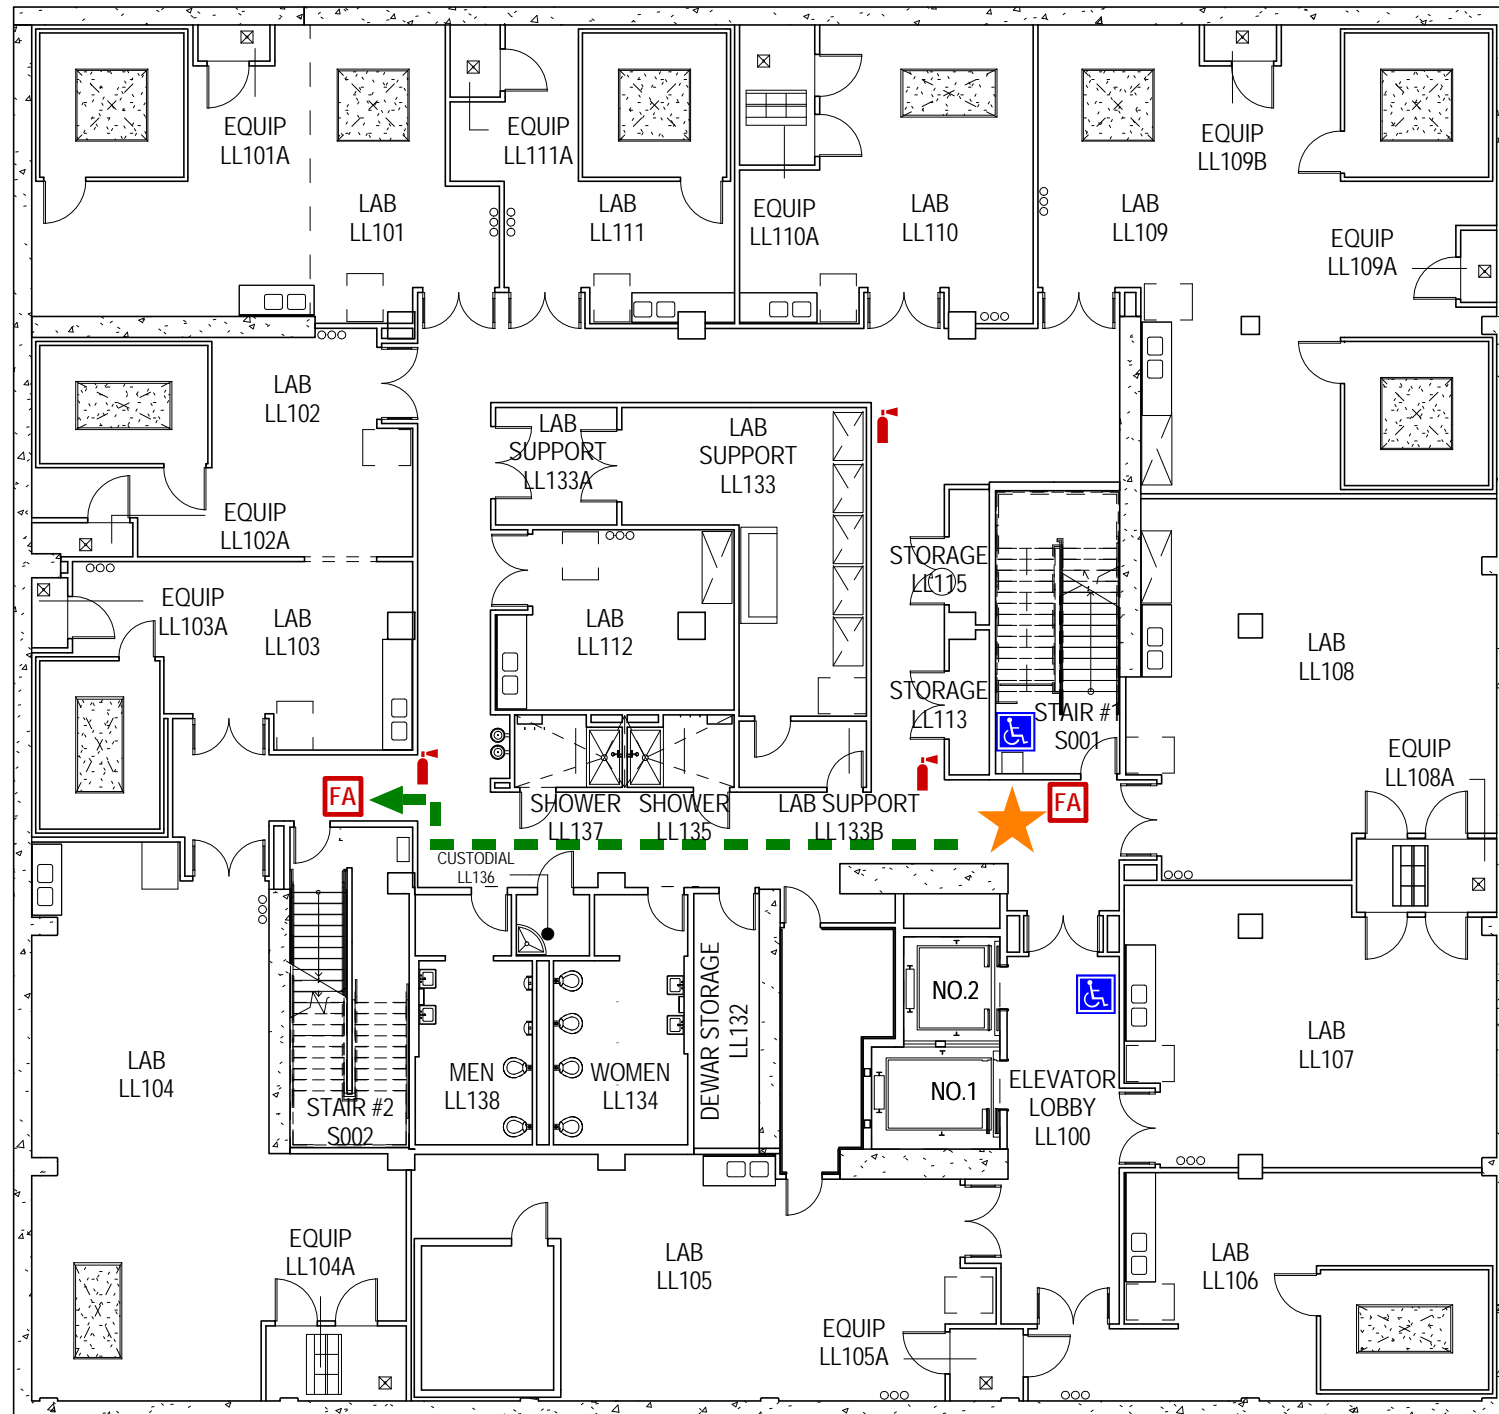 EQUIP
LL101A
LAB
LL101
EQUIP
LL111A
LAB
LL111
EQUIP
LL110A
LAB
LL110
LAB
LL109
EQUIP
LL109B
EQUIP
LL109A
LAB
LL102
EQUIP
LL102A
LAB
SUPPORT
LL133A
LAB
SUPPORT
LL133
STORAGE
LL115
EQUIP
LL103A
LAB
LL103
LAB
LL112
STORAGE
LL113
STAIR #1
S001
LAB
LL108
EQUIP
LL108A
FA
SHOWER
LL137
SHOWER
LL135
LAB SUPPORT
LL133B
FA
CUSTODIAL
LL136
LAB
LL104
STAIR #2
S002
MEN
LL138
WOMEN
LL134
DEWAR STORAGE
LL132
NO.2
NO.1
ELEVATOR
LOBBY
LL100
LAB
LL107
EQUIP
LL104A
LAB
LL105
EQUIP
LL105A
LAB
LL106